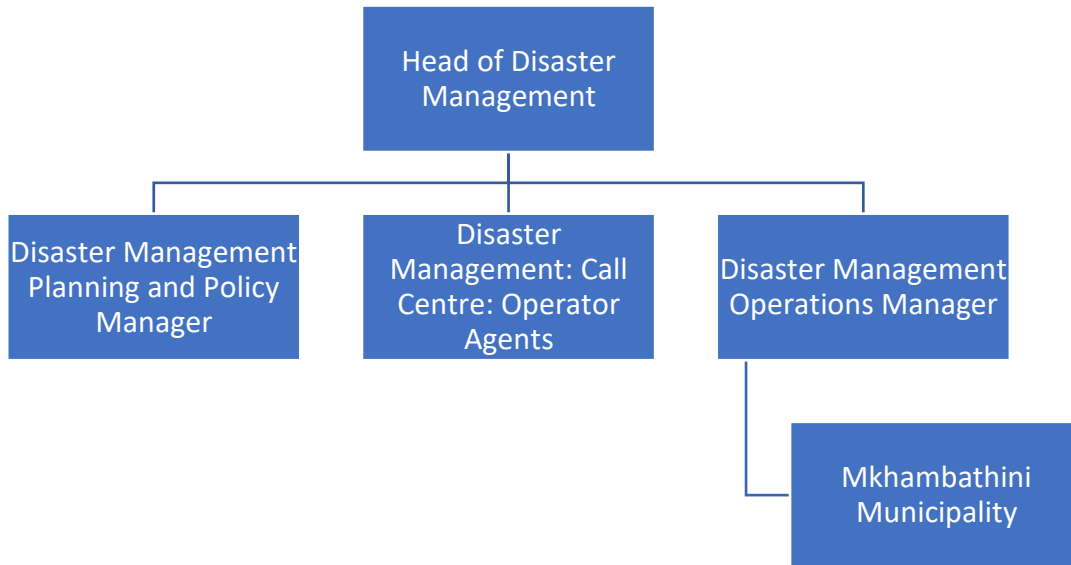 Head of Disaster
Management
Disaster Management
Planning and Policy
Manager
Disaster
Management: Call
Centre: Operator
Agents
Disaster Management
Operations Manager
Mkhambathini
Municipality